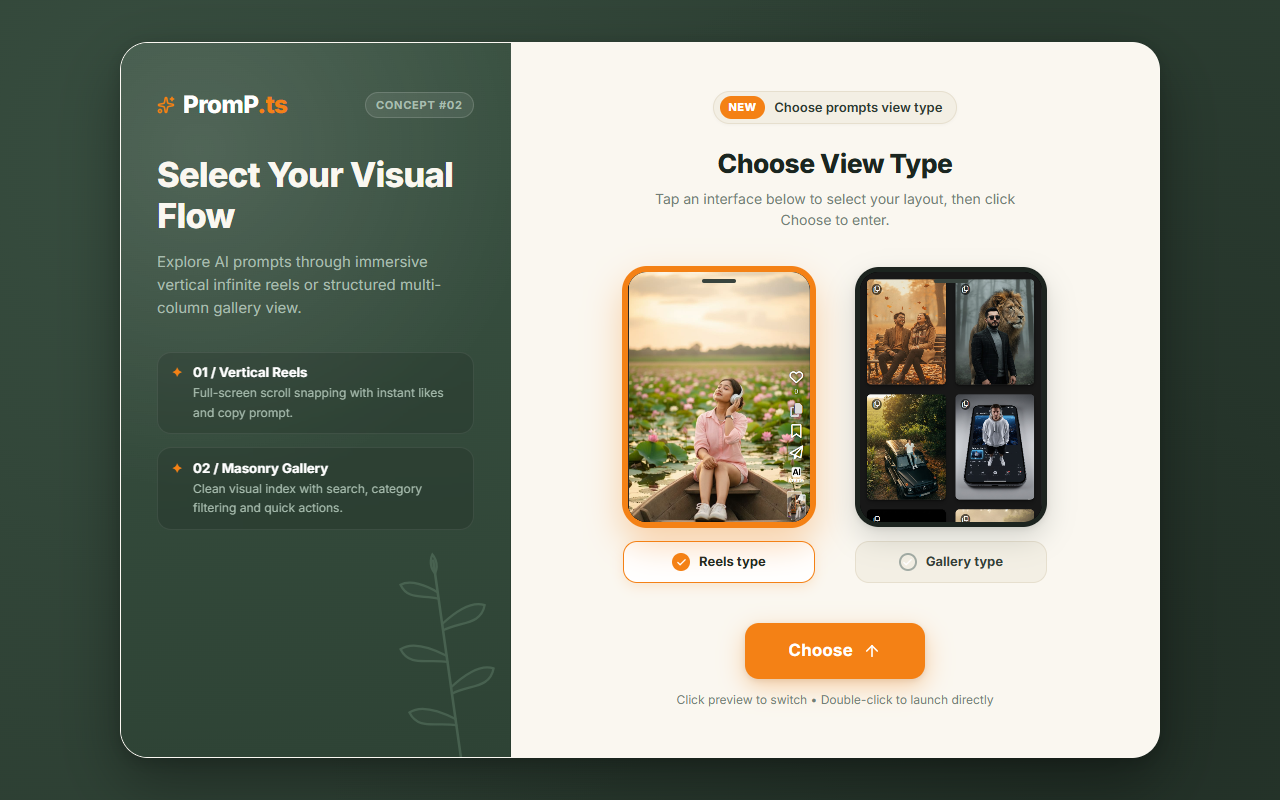 PromP.ts
CONCEPT #02
Select Your Visual
Flow
Explore AI prompts through immersive
vertical infinite reels or structured multi-
column gallery view.
01 / Vertical Reels
Full-screen scroll snapping with instant likes
and copy prompt.
02 / Masonry Gallery
Clean visual index with search, category
filtering and quick actions.
NEW Choose prompts view type
Choose View Type
Tap an interface below to select your layout, then click
Choose to enter.
AI
Reels type
Gallery type
Choose
Click preview to switch • Double-click to launch directly